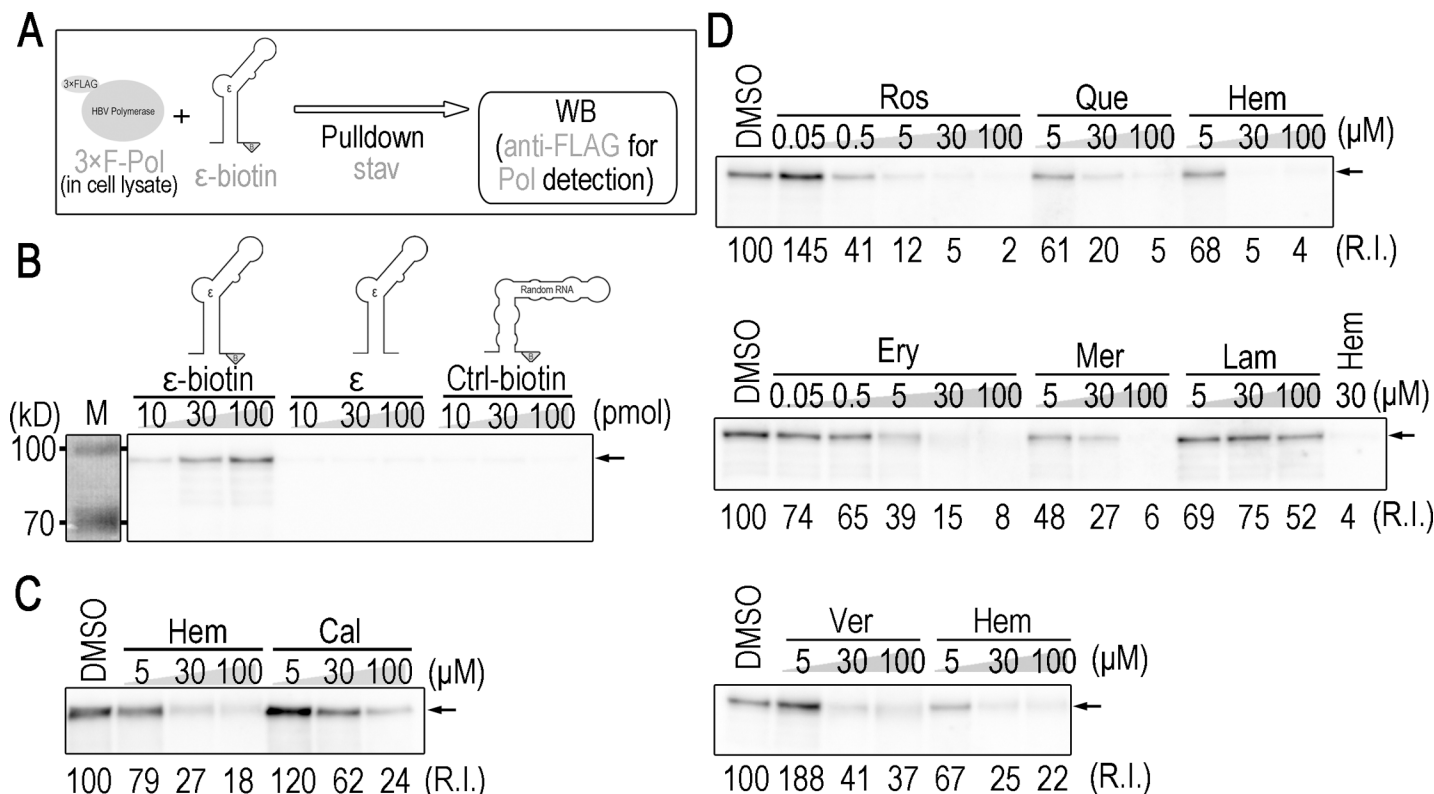 A
3×FLAG
HBV Polymerase
+
ε
B
3×F-Pol
(in cell lysate)
ε-biotin
Pulldown
stav
WB
(anti-FLAG for
Pol detection)
B
ε
ε
Random RNA
B
B
ε-biotin
ε
Ctrl-biotin
(kD)
M
10 30 100 10 30 100 10 30 100 (pmol)
100
70
C
DMSO
Hem
Cal
5 30 100 5 30 100 (µM)
100 79 27 18 120 62 24 (R.I.)
D
DMSO
Ros
Que
Hem
0.05 0.5 5 30 100 5 30 100 5 30 100 (µM)
100 145 41 12 5 2 61 20 5 68 5 4 (R.I.)
DMSO
Ery
Mer
Lam
Hem
0.05 0.5 5 30 100 5 30 100 5 30 100 30 (µM)
100 74 65 39 15 8 48 27 6 69 75 52 4 (R.I.)
DMSO
Ver
Hem
5 30 100 5 30 100 (µM)
100 188 41 37 67 25 22 (R.I.)